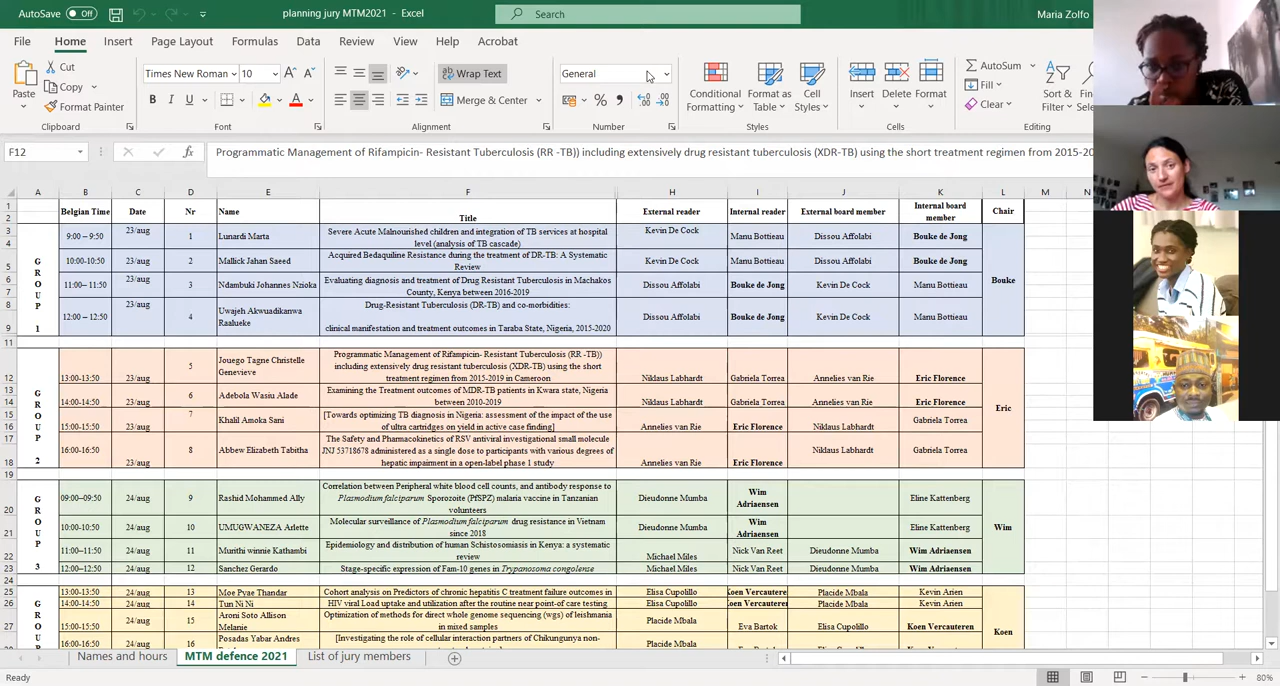 AutoSave Off
planning jury MTM2021 - Excel
Search
Maria Zolfo
File Home Insert Page Layout Formulas Data Review View Help Acrobat
Paste
Cut
Copy
Format Painter
Clipboard
Times New Roman 10
B I U
Font
Wrap Text
Merge & Center
Alignment
General
Number
Conditional Formatting
Format as Table
Cell Styles
Styles
Insert Delete Format
Cells
AutoSum
Fill
Clear
Sort &
Filter
Editing
F12
fx
Programmatic Management of Rifampicin- Resistant Tuberculosis (RR -TB)) including extensively drug resistant tuberculosis (XDR-TB) using the short treatment regimen from 2015-20
A B C D E F H I J K L M N
Belgian Time Date Nr Name Title External reader Internal reader External board member Internal board member Chair
GROUP 1
9:00 – 9:50 23/aug 1 Lunardi Marta Severe Acute Malnourished children and integration of TB services at hospital level (analysis of TB cascade) Kevin De Cock Manu Bottieau Dissou Affolabi Bouke de Jong
10:00-10:50 23/aug 2 Mallick Jahan Saeed Acquired Bedaquiline Resistance during the treatment of DR-TB: A Systematic Review Kevin De Cock Manu Bottieau Dissou Affolabi Bouke de Jong
11:00– 11:50 23/aug 3 Ndambuki Johannes Nzioka Evaluating diagnosis and treatment of Drug Resistant Tuberculosis in Machakos County, Kenya between 2016-2019 Dissou Affolabi Bouke de Jong Kevin De Cock Manu Bottieau
12:00 – 12:50 23/aug 4 Uwajeh Akwuadikanwa Raalueke Drug-Resistant Tuberculosis (DR-TB) and co-morbidities: clinical manifestation and treatment outcomes in Taraba State, Nigeria, 2015-2020 Dissou Affolabi Bouke de Jong Kevin De Cock Manu Bottieau
Bouke
GROUP 2
13:00-13:50 23/aug 5 Jouego Tagne Christelle Genevieve Programmatic Management of Rifampicin- Resistant Tuberculosis (RR -TB)) including extensively drug resistant tuberculosis (XDR-TB) using the short treatment regimen from 2015-2019 in Cameroon Niklaus Labhardt Gabriela Torrea Annelies van Rie Eric Florence
14:00-14:50 6 Adebola Wasiu Alade Examining the Treatment outcomes of MDR-TB patients in Kwara state, Nigeria between 2010-2019 Niklaus Labhardt Gabriela Torrea Annelies van Rie Eric Florence
15:00-15:50 7 Khalil Amoka Sani [Towards optimizing TB diagnosis in Nigeria: assessment of the impact of the use of ultra cartridges on yield in active case finding] Annelies van Rie Eric Florence Niklaus Labhardt Gabriela Torrea
16:00-16:50 23/aug 8 Abbew Elizabeth Tabitha The Safety and Pharmacokinetics of RSV antiviral investigational small molecule JNJ 53718678 administered as a single dose to participants with various degrees of hepatic impairment in a open-label phase 1 study Annelies van Rie Eric Florence Niklaus Labhardt Gabriela Torrea
Eric
GROUP 3
09:00–09:50 24/aug 9 Rashid Mohammed Ally Correlation between Peripheral white blood cell counts, and antibody response to Plasmodium falciparum Sporozoite (PfSPZ) malaria vaccine in Tanzanian volunteers Dieudonne Mumba Wim Adriaensen Eline Kattenberg
10:00-10:50 24/aug 10 UMUGWANEZA Arlette Molecular surveillance of Plasmodium falciparum drug resistance in Vietnam since 2018 Dieudonne Mumba Wim Adriaensen Eline Kattenberg
11:00–11:50 24/aug 11 Murithi winnie Kathambi Epidemiology and distribution of human Schistosomiasis in Kenya: a systematic review Michael Miles Nick Van Reet Dieudonne Mumba Wim Adriaensen
12:00–12:50 24/aug 12 Sanchez Gerardo Stage-specific expression of Fam-10 genes in Trypanosoma congolense Michael Miles Nick Van Reet Dieudonne Mumba Wim Adriaensen
Wim
GROU
13:00-13:50 24/aug 13 Moe Pyae Thandar Cohort analysis on Predictors of chronic hepatitis C treatment failure outcomes in Elisa Cupolillo Koen Vercauteren Placide Mbala Kevin Arien
14:00-14:50 24/aug 14 Tun Ni Ni HIV viral Load uptake and utilization after the routine near point-of care testing Elisa Cupolillo Koen Vercauteren Placide Mbala Kevin Arien
15:00-15:50 24/aug 15 Aroni Soto Allison Melanie Optimization of methods for direct whole genome sequencing (wgs) of leishmania in mixed samples Placide Mbala Eva Bartok Elisa Cupolillo Koen Vercauteren
16:00-16:50 24/aug 16 Posadas Yabar Andres [Investigating the role of cellular interaction partners of Chikungunya non- Placide Mbala
Koen
Names and hours MTM defence 2021 List of jury members
Ready
80%